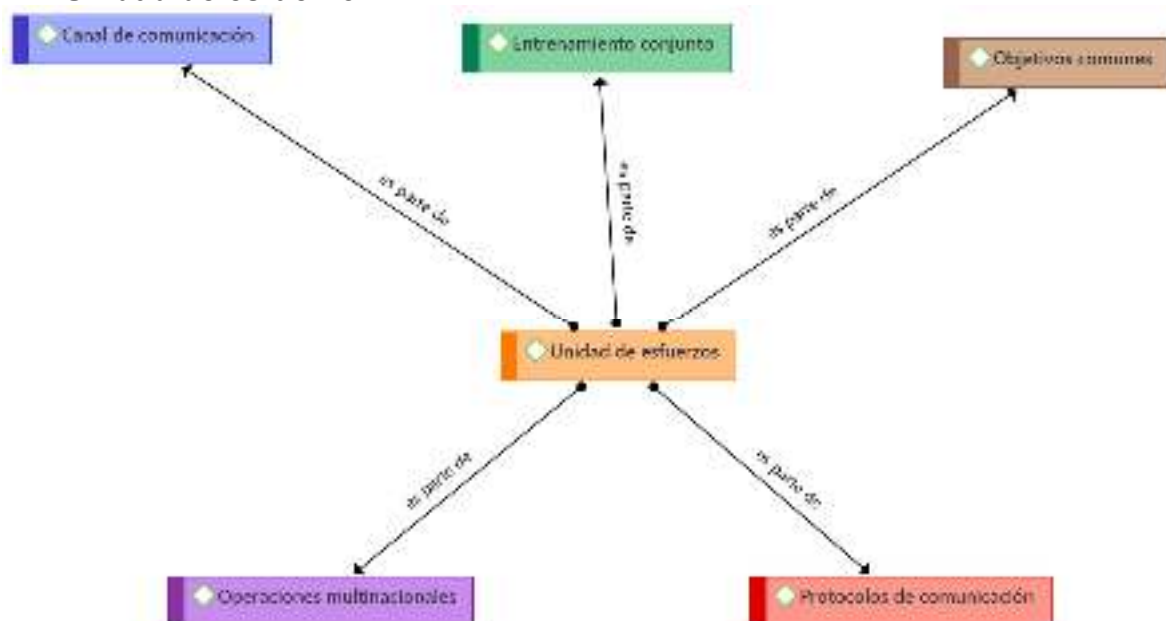 Canal de comunicación
Entrenamiento conjunto
Objetivos comunes
es parte de
es parte de
es parte de
Unidad de esfuerzos
es parte de
es parte de
Operaciones multinacionales
Protocolos de comunicación